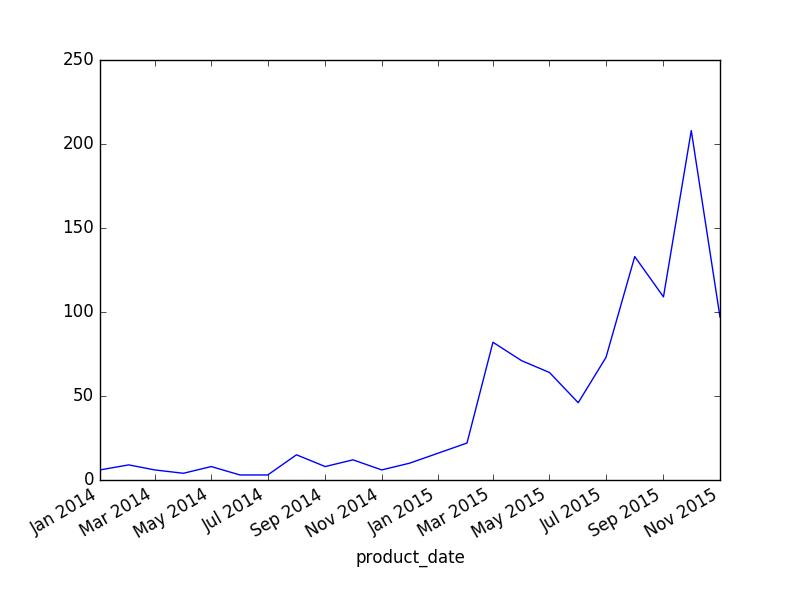 250
200
150
100
50
0
Jan 2014
Mar 2014
May 2014
Jul 2014
Sep 2014
Nov 2014
Jan 2015
Mar 2015
May 2015
Jul 2015
Sep 2015
Nov 2015
product_date